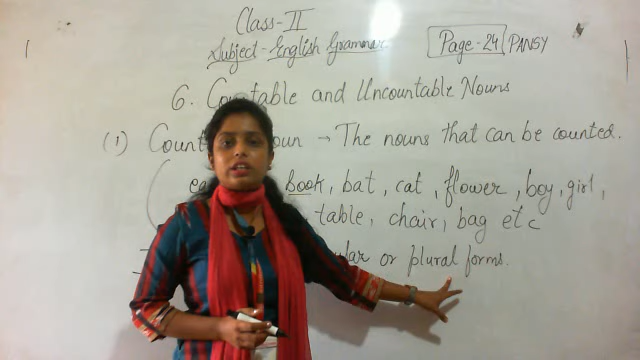 Class-II
Subject - English Grammar Page-24 PANSY
6. Countable and Uncountable Nouns
(1) Count oun → The nouns that can be counted.
book, bat, cat, flower, boy, girl,
table, chair, bag etc
or plural forms.